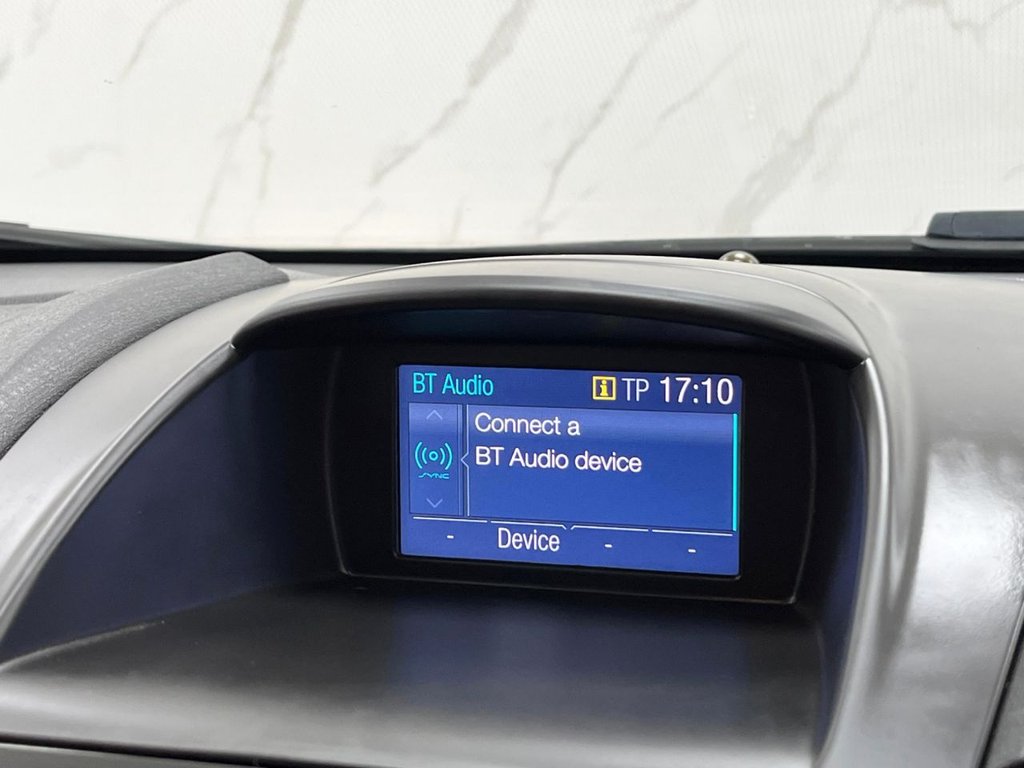 BT Audio
i TP 17:10
Connect a
BT Audio device
SYNC
- Device - -